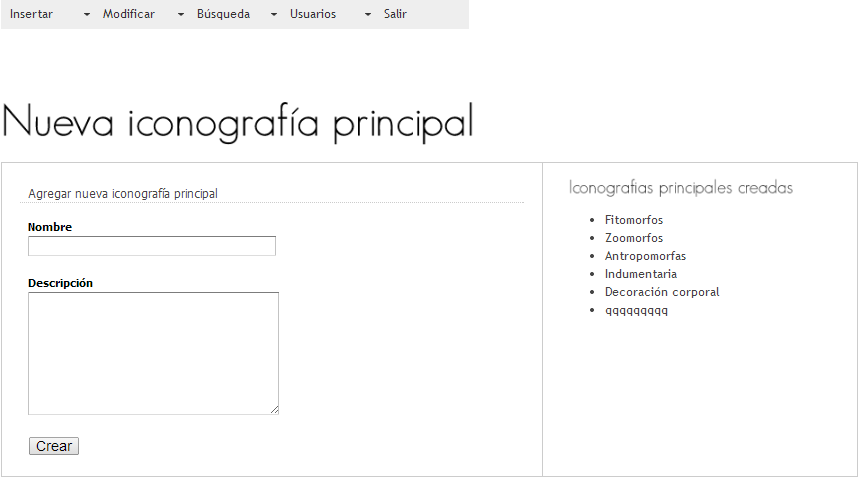 Insertar Modificar Búsqueda Usuarios Salir
Nueva iconografía principal
Agregar nueva iconografía principal
Nombre
Descripción
Crear
Iconografias principales creadas
Fitomorfos
Zoomorfos
Antropomorfas
Indumentaria
Decoración corporal
qqqqqqqqq